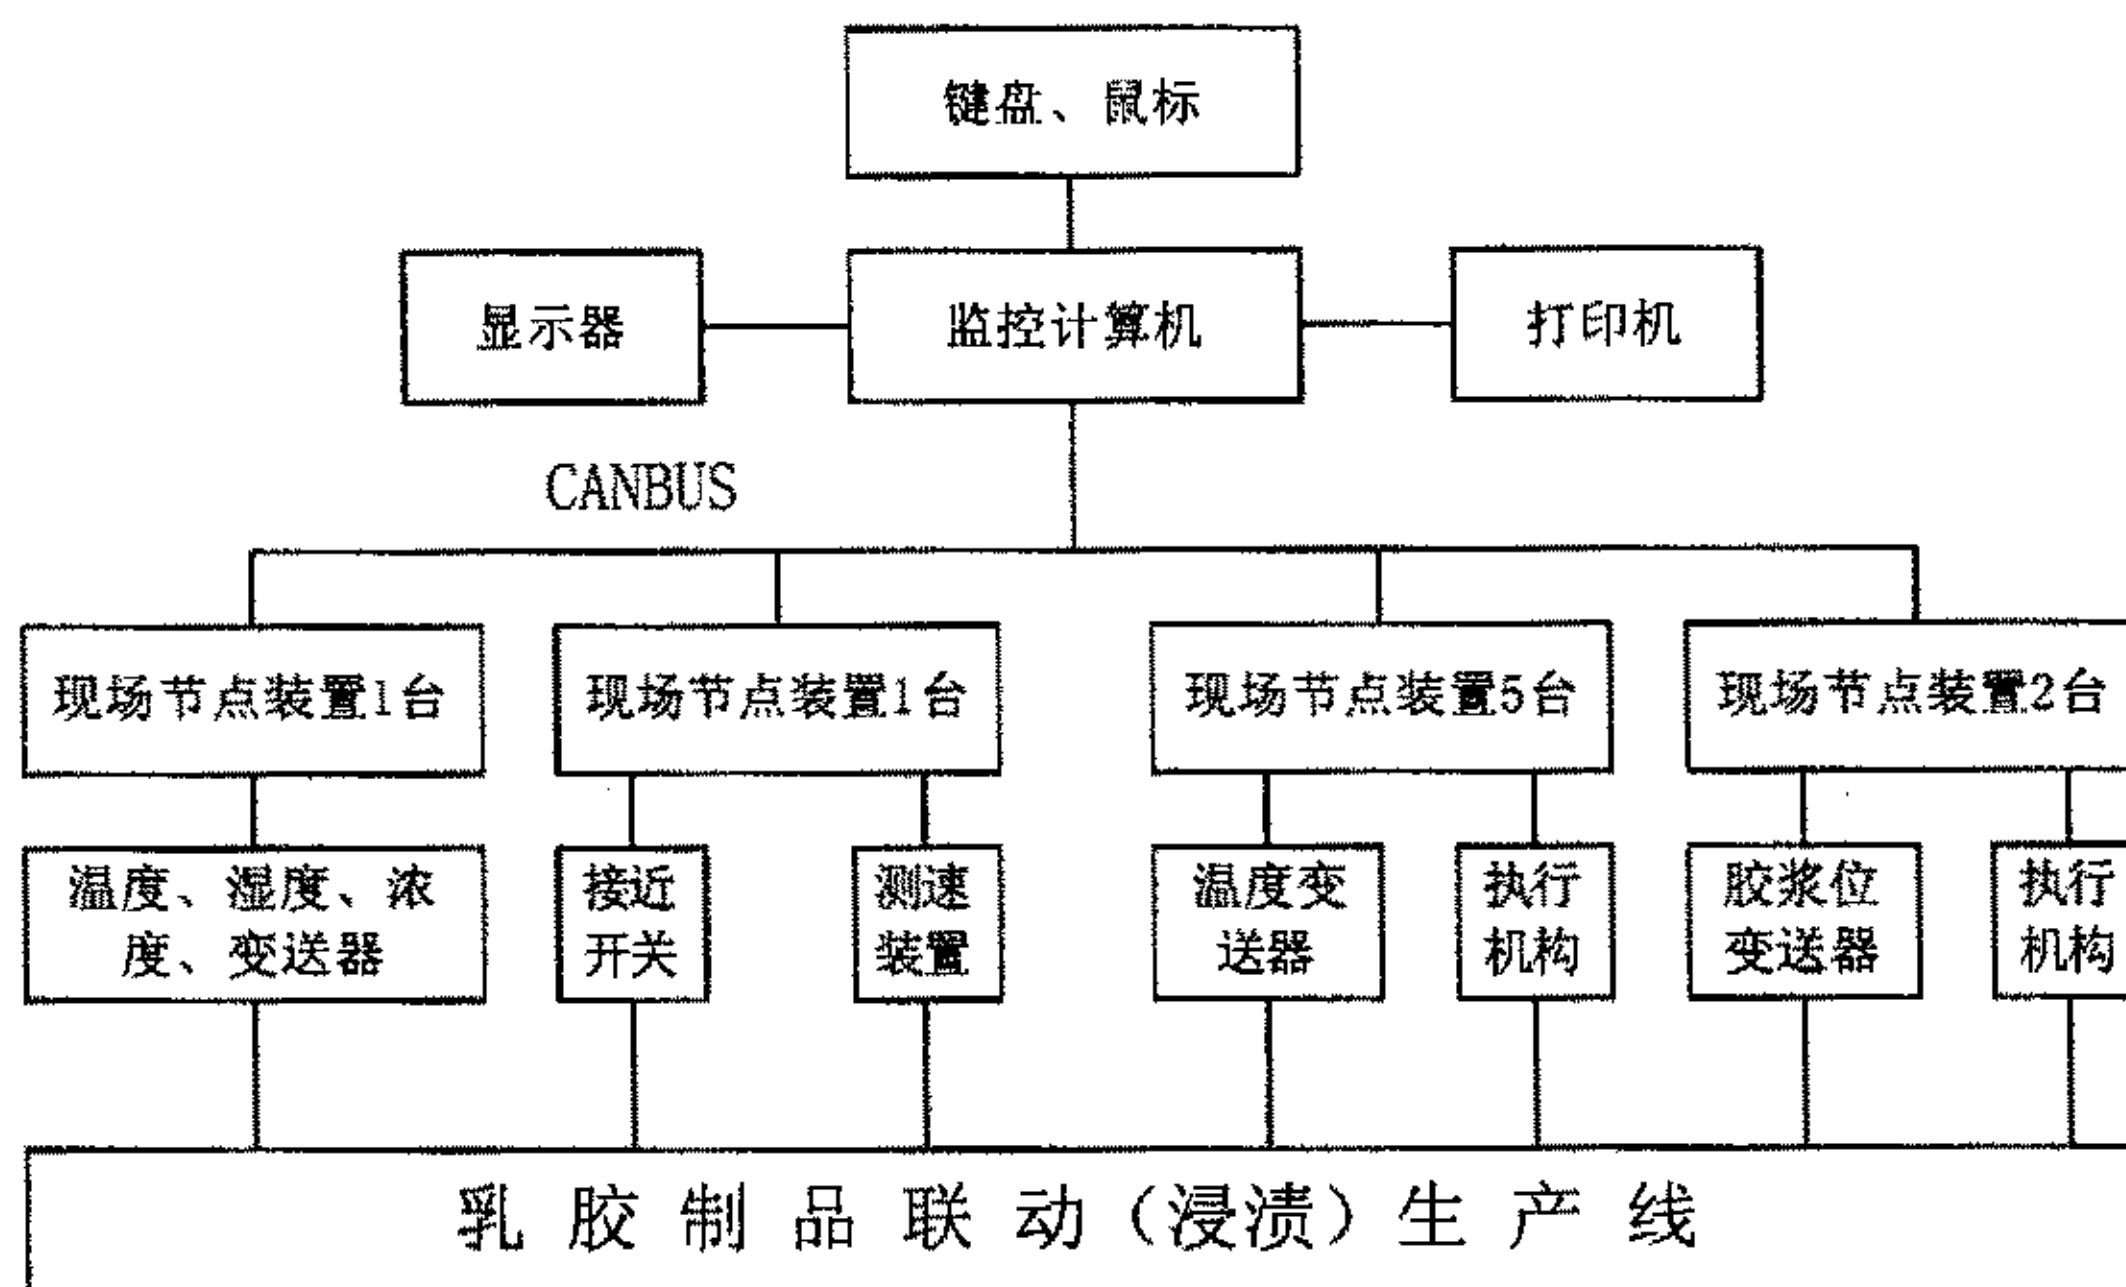 键盘、鼠标
显示器
监控计算机
打印机
CANBUS
现场节点装置1台
现场节点装置1台
现场节点装置5台
现场节点装置2台
温度、湿度、浓
度、变送器
接近
开关
测速
装置
温度变
送器
执行
机构
胶浆位
变送器
执行
机构
乳胶制品联动（浸渍）生产线